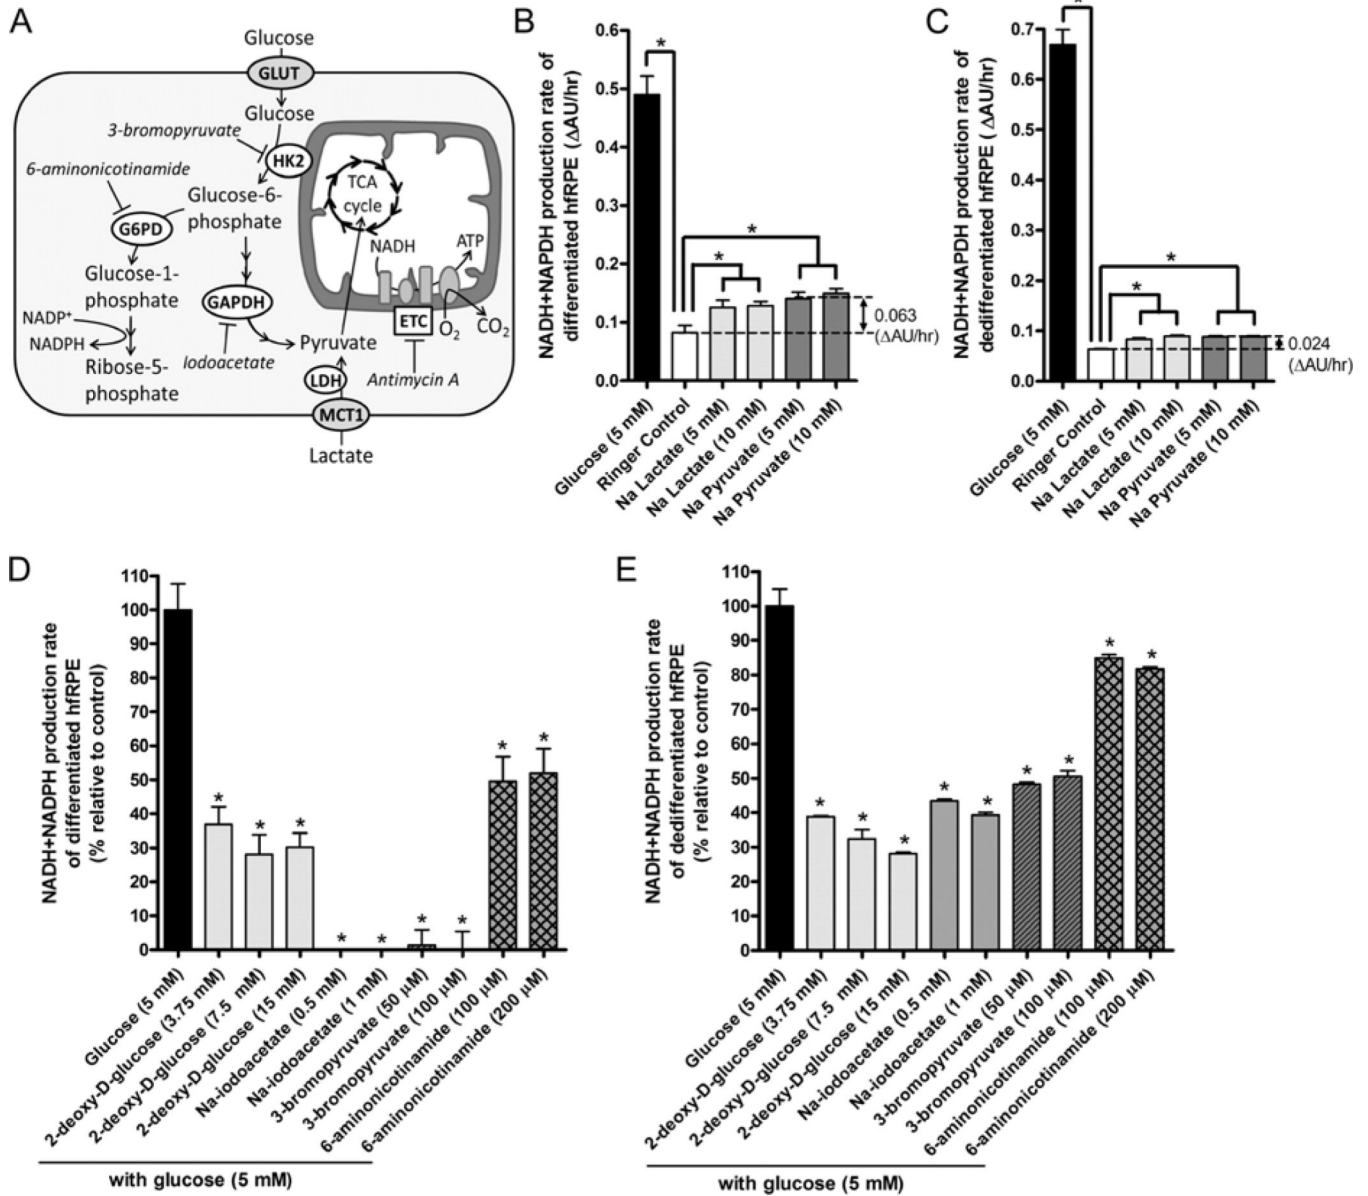 A
Glucose
GLUT
Glucose
3-bromopyruvate
HK2
6-aminonicotinamide
Glucose-6-
phosphate
TCA
cycle
G6PD
NADH
ATP
Glucose-1-
phosphate
GAPDH
NADP+
NADPH
ETC
O2
CO2
Iodoacetate
Pyruvate
Ribose-5-
phosphate
LDH
Antimycin A
MCT1
Lactate
B
NADH+NAPDH production rate of
differentiated hfRPE (ΔAU/hr)
0.6
0.5
0.4
0.3
0.2
0.1
0.0
*
*
*
0.063
(ΔAU/hr)
Glucose (5 mM)
Ringer Control
Na Lactate (5 mM)
Na Lactate (10 mM)
Na Pyruvate (5 mM)
Na Pyruvate (10 mM)
C
NADH+NAPDH production rate of
dedifferentiated hfRPE ( ΔAU/hr)
0.7
0.6
0.5
0.4
0.3
0.2
0.1
0.0
*
*
*
0.024
(ΔAU/hr)
Glucose (5 mM)
Ringer Control
Na Lactate (5 mM)
Na Lactate (10 mM)
Na Pyruvate (5 mM)
Na Pyruvate (10 mM)
D
NADH+NADPH production rate
of differentiated hfRPE
(% relative to control)
110
100
90
80
70
60
50
40
30
20
10
0
*
*
*
*
*
*
*
*
*
Glucose (5 mM)
2-deoxy-D-glucose (3.75 mM)
2-deoxy-D-glucose (7.5 mM)
2-deoxy-D-glucose (15 mM)
Na-iodoacetate (0.5 mM)
Na-iodoacetate (1 mM)
3-bromopyruvate (50 μM)
3-bromopyruvate (100 μM)
6-aminonicotinamide (100 μM)
6-aminonicotinamide (200 μM)
with glucose (5 mM)
E
NADH+NADPH production rate
of dedifferentiated hfRPE
(% relative to control)
110
100
90
80
70
60
50
40
30
20
10
0
*
*
*
*
*
*
*
*
*
Glucose (5 mM)
2-deoxy-D-glucose (3.75 mM)
2-deoxy-D-glucose (7.5 mM)
2-deoxy-D-glucose (15 mM)
Na-iodoacetate (0.5 mM)
Na-iodoacetate (1 mM)
3-bromopyruvate (50 μM)
3-bromopyruvate (100 μM)
6-aminonicotinamide (100 μM)
6-aminonicotinamide (200 μM)
with glucose (5 mM)